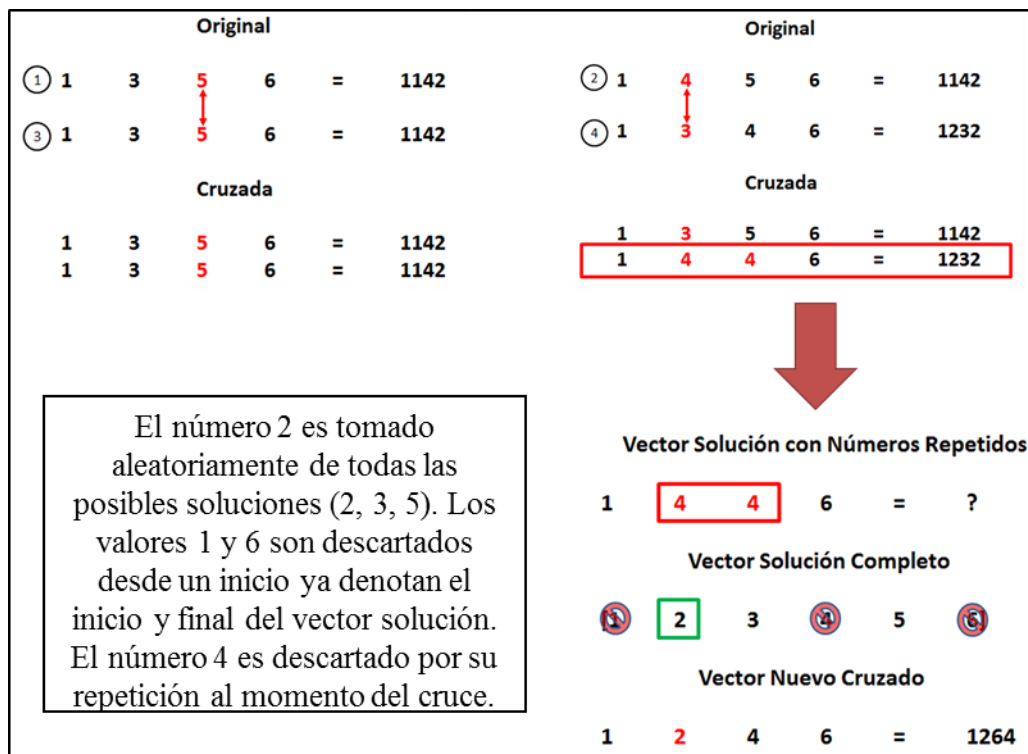 Original
① 1 3 5 6 = 1142
③ 1 3 5 6 = 1142
Cruzada
1 3 5 6 = 1142
1 3 5 6 = 1142
Original
② 1 4 5 6 = 1142
④ 1 3 4 6 = 1232
Cruzada
1 3 5 6 = 1142
1 4 4 6 = 1232
El número 2 es tomado
aleatoriamente de todas las
posibles soluciones (2, 3, 5). Los
valores 1 y 6 son descartados
desde un inicio ya denotan el
inicio y final del vector solución.
El número 4 es descartado por su
repetición al momento del cruce.
Vector Solución con Números Repetidos
1 4 4 6 = ?
Vector Solución Completo
[1 2 3 4 5 6]
Vector Nuevo Cruzado
1 2 4 6 = 1264